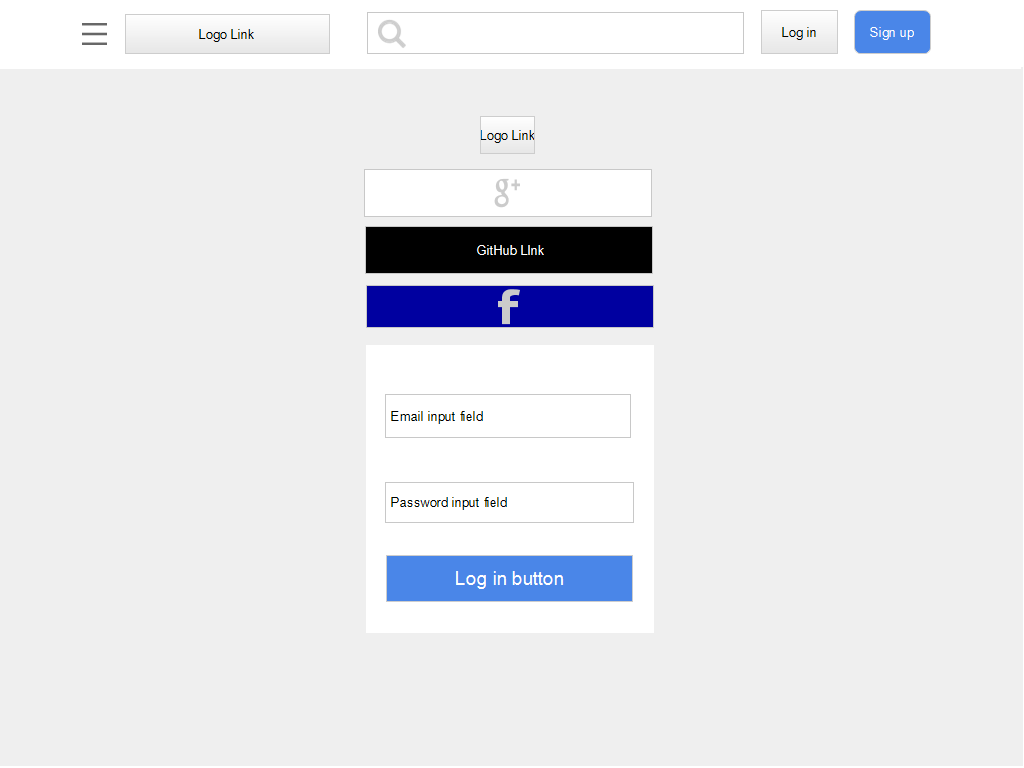 Logo Link
Log in
Sign up
Logo Link
g+
GitHub LInk
f
Email input field
Password input field
Log in button